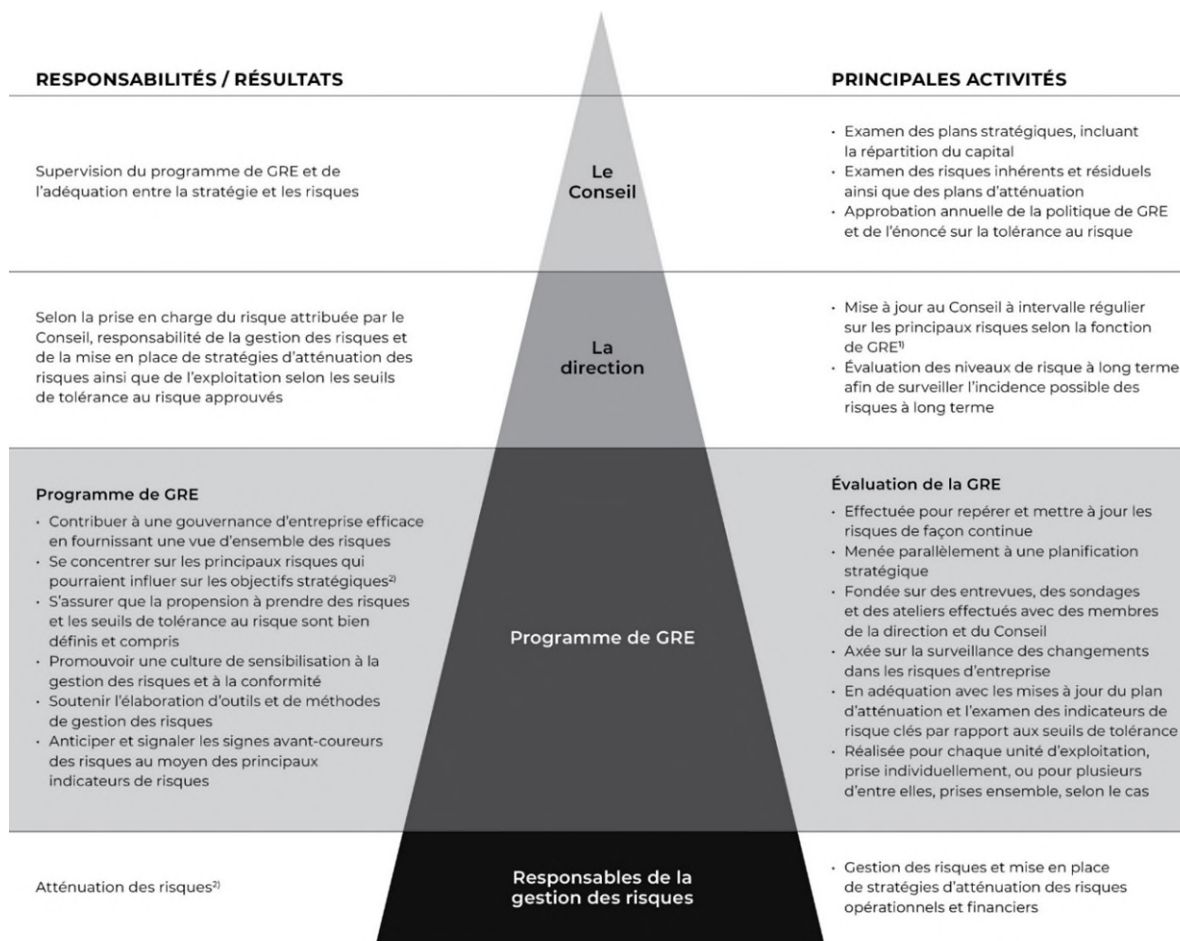 RESPONSABILITÉS / RÉSULTATS
PRINCIPALES ACTIVITÉS
Supervision du programme de GRE et de
l'adéquation entre la stratégie et les risques
Le
Conseil
• Examen des plans stratégiques, incluant
la répartition du capital
• Examen des risques inhérents et résiduels
ainsi que des plans d'atténuation
• Approbation annuelle de la politique de GRE
et de l'énoncé sur la tolérance au risque
Selon la prise en charge du risque attribuée par le
Conseil, responsabilité de la gestion des risques et
de la mise en place de stratégies d'atténuation des
risques ainsi que de l'exploitation selon les seuils
de tolérance au risque approuvés
La
direction
• Mise à jour au Conseil à intervalle régulier
sur les principaux risques selon la fonction
de GRE¹⁾
• Évaluation des niveaux de risque à long terme
afin de surveiller l'incidence possible des
risques à long terme
Programme de GRE
• Contribuer à une gouvernance d'entreprise efficace
en fournissant une vue d'ensemble des risques
• Se concentrer sur les principaux risques qui
pourraient influer sur les objectifs stratégiques²⁾
• S'assurer que la propension à prendre des risques
et les seuils de tolérance au risque sont bien
définis et compris
• Promouvoir une culture de sensibilisation à la
gestion des risques et à la conformité
• Soutenir l'élaboration d'outils et de méthodes
de gestion des risques
• Anticiper et signaler les signes avant-coureurs
des risques au moyen des principaux
indicateurs de risques
Programme de GRE
Évaluation de la GRE
• Effectuée pour repérer et mettre à jour les
risques de façon continue
• Menée parallèlement à une planification
stratégique
• Fondée sur des entrevues, des sondages
et des ateliers effectués avec des membres
de la direction et du Conseil
• Axée sur la surveillance des changements
dans les risques d'entreprise
• En adéquation avec les mises à jour du plan
d'atténuation et l'examen des indicateurs de
risque clés par rapport aux seuils de tolérance
• Réalisée pour chaque unité d'exploitation,
prise individuellement, ou pour plusieurs
d'entre elles, prises ensemble, selon le cas
Atténuation des risques²⁾
Responsables de la
gestion des risques
• Gestion des risques et mise en place
de stratégies d'atténuation des risques
opérationnels et financiers